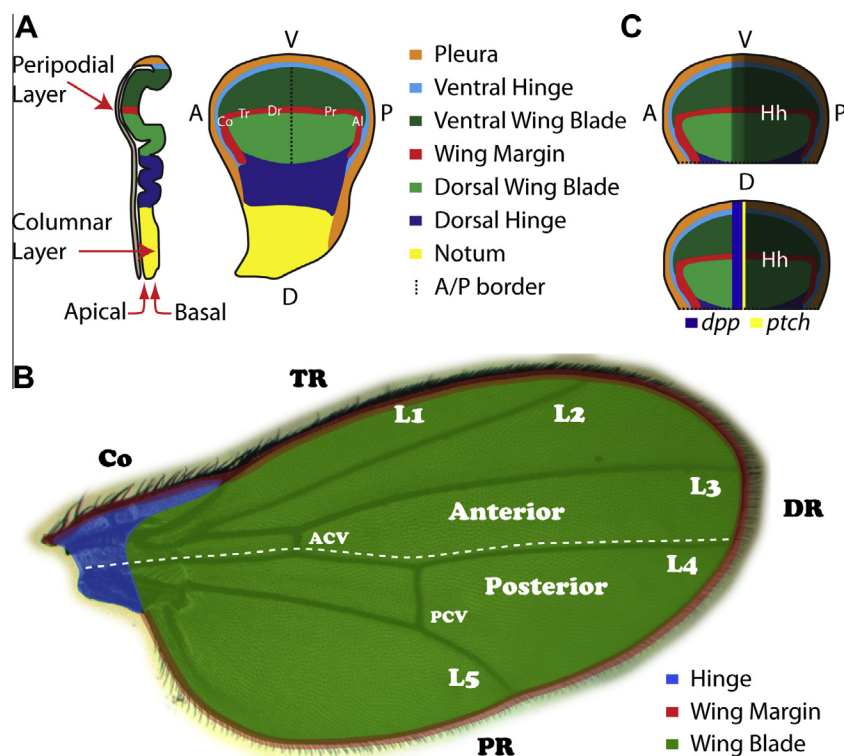 A
Peripodial
Layer
Columnar
Layer
Apical
Basal
V
A
P
Co
Tr
Dr
Pr
Al
D
Pleura
Ventral Hinge
Ventral Wing Blade
Wing Margin
Dorsal Wing Blade
Dorsal Hinge
Notum
A/P border
C
V
A
P
Hh
D
Hh
dpp
ptch
B
TR
Co
L1
L2
L3
Anterior
DR
ACV
L4
Posterior
PCV
L5
PR
Hinge
Wing Margin
Wing Blade